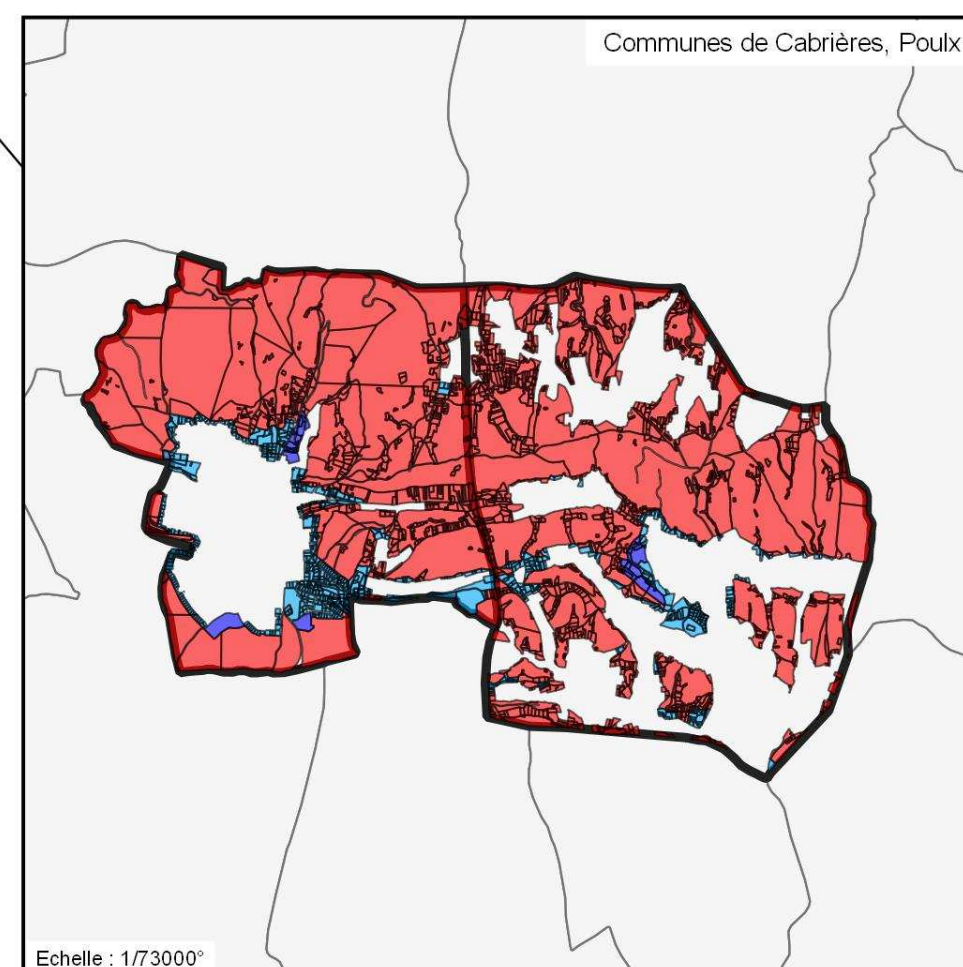 Communes de Cabrières, Poulx
Echelle : 1/73000°